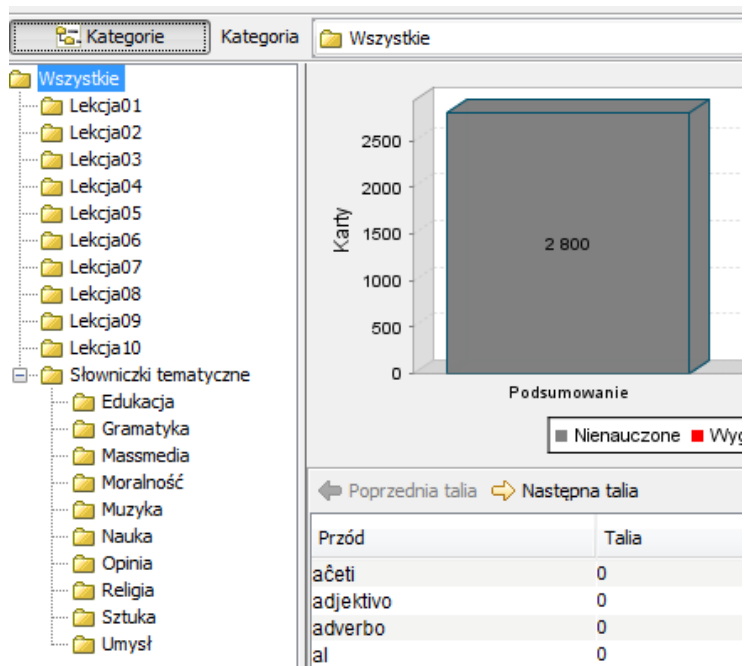 Kategorie Kategoria Wszystkie
Wszystkie
Lekcja01
Lekcja02
Lekcja03
Lekcja04
Lekcja05
Lekcja06
Lekcja07
Lekcja08
Lekcja09
Lekcja10
Słowniczki tematyczne
Edukacja
Gramatyka
Massmedia
Moralność
Muzyka
Nauka
Opinia
Religia
Sztuka
Umysł
Karty
2500
2000
1500
1000
500
0
2 800
Podsumowanie
Nienauczone
Poprzednia talia Następna talia
Przód Talia
aĉeti 0
adjektivo 0
adverbo 0
al 0